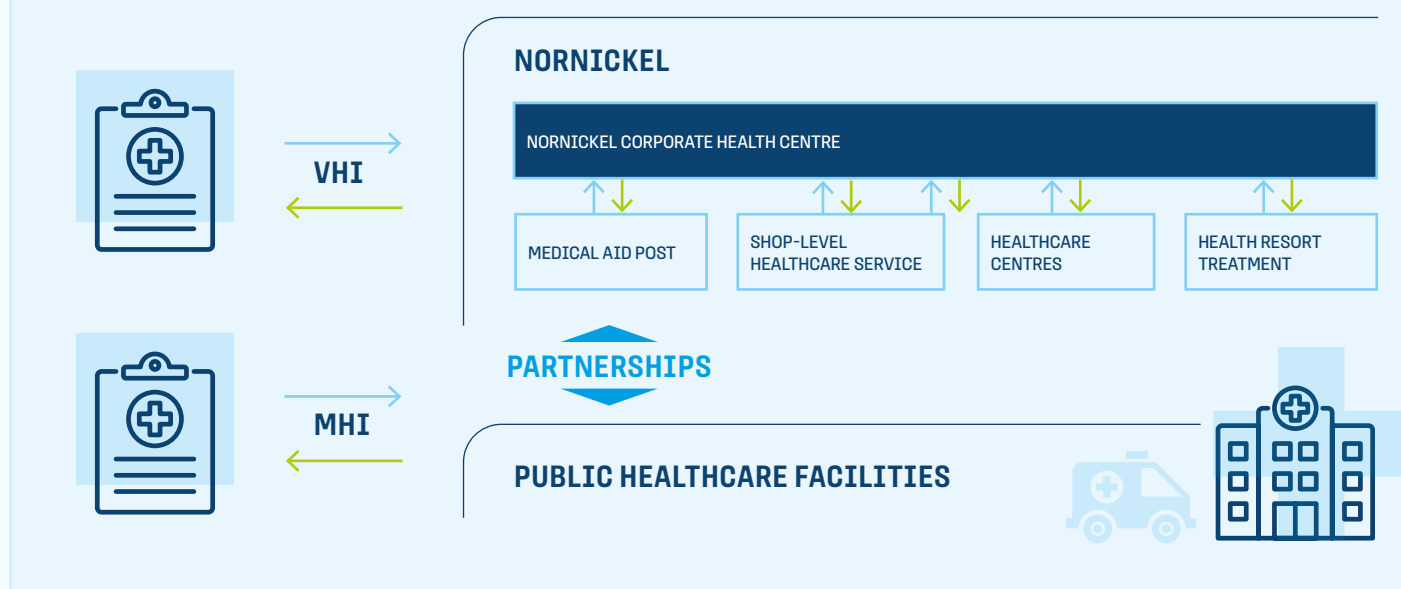 NORNICKEL
NORNICKEL CORPORATE HEALTH CENTRE
VHI
MEDICAL AID POST
SHOP-LEVEL
HEALTHCARE SERVICE
HEALTHCARE
CENTRES
HEALTH RESORT
TREATMENT
PARTNERSHIPS
MHI
PUBLIC HEALTHCARE FACILITIES